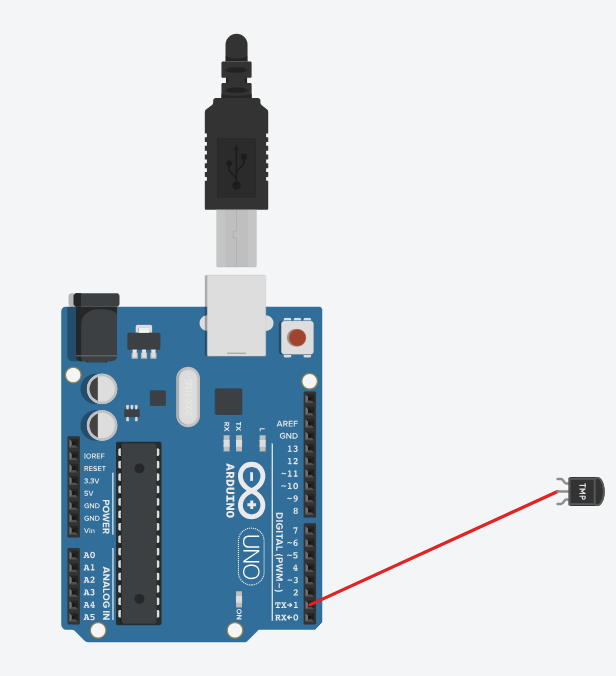 AREF
GND
13
12
~11
~10
~9
8
7
~6
~5
4
~3
2
TX→1
RX←0
DIGITAL (PWM~)
L
TX
RX
ARDUINO
UNO
ON
IOREF
RESET
3.3V
5V
GND
GND
Vin
POWER
A0
A1
A2
A3
A4
A5
ANALOG IN
TMP